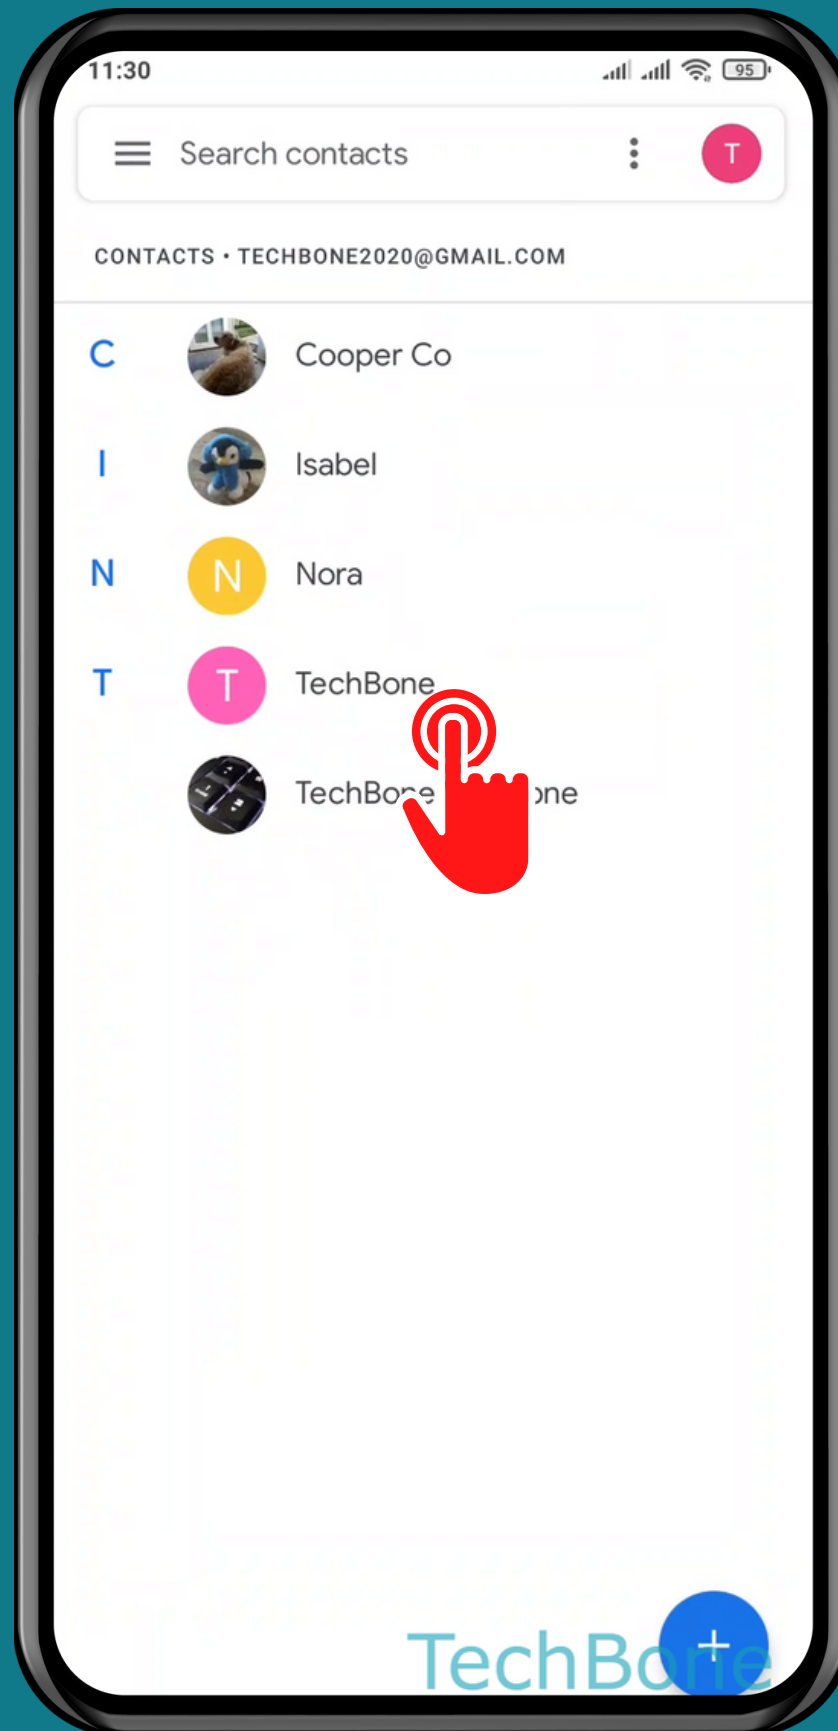 11:30 95
Search contacts T
CONTACTS • TECHBONE2020@GMAIL.COM
C Cooper Co
I Isabel
N N Nora
T T TechBone
TechBone
TechBone